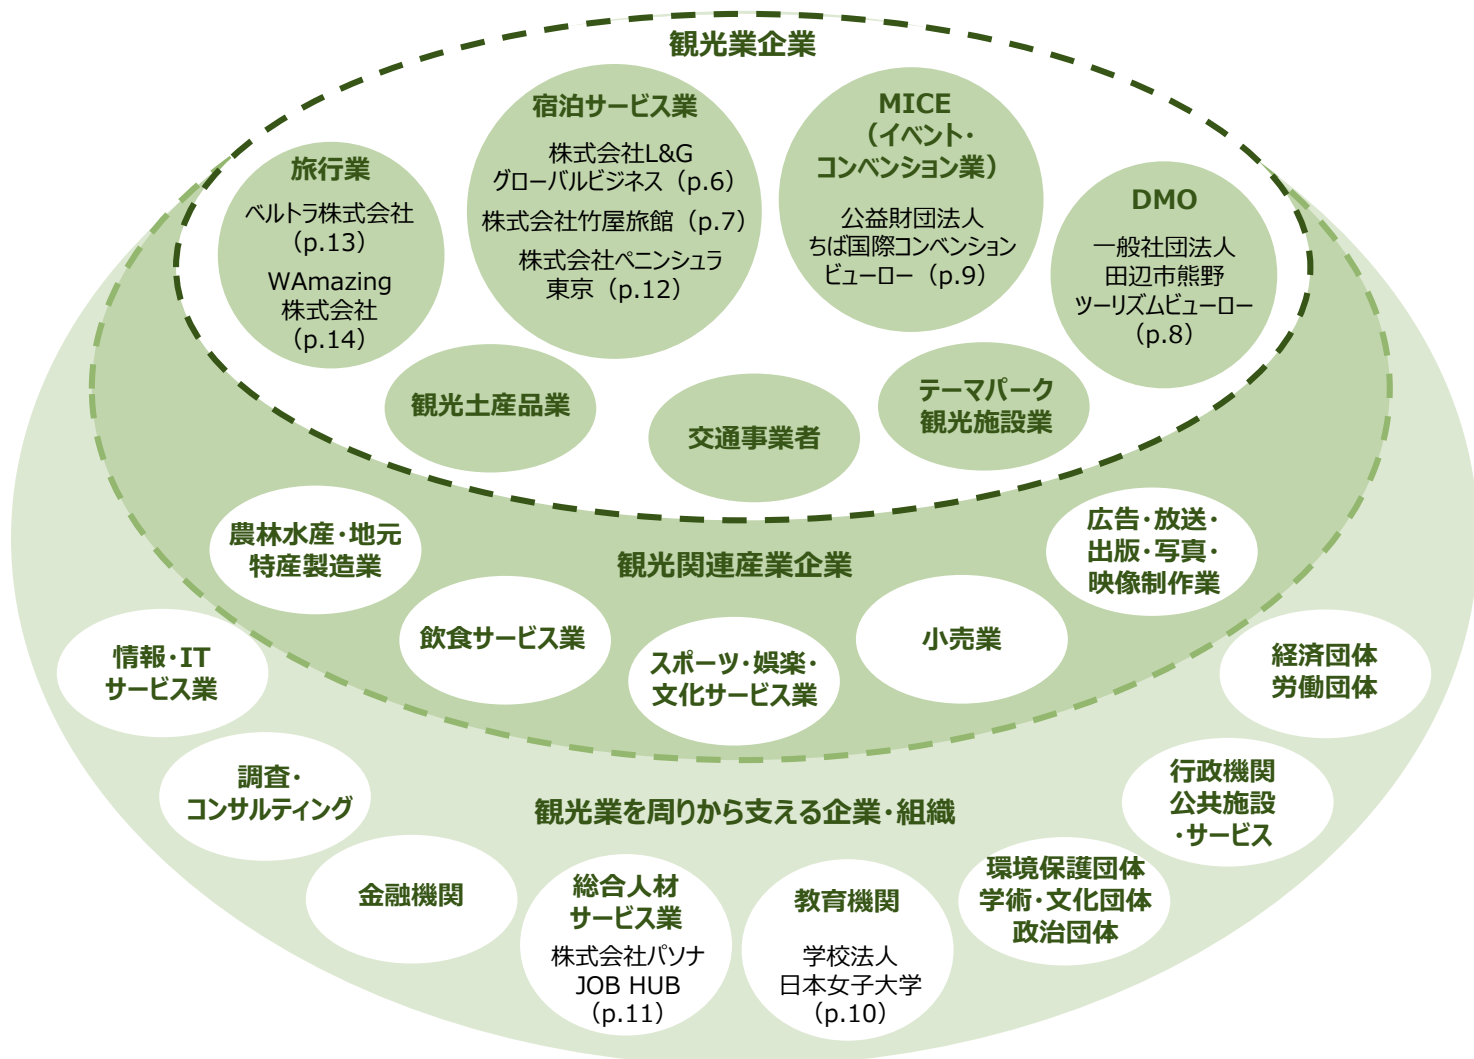 観光業企業
旅行業
ベルトラ株式会社
（p.13）
WAmazing
株式会社
（p.14）
宿泊サービス業
株式会社L&G
グローバルビジネス（p.6）
株式会社竹屋旅館（p.7）
株式会社ペニンシュラ
東京（p.12）
MICE
（イベント・
コンベンション業）
公益財団法人
ちば国際コンベンション
ビューロー（p.9）
DMO
一般社団法人
田辺市熊野
ツーリズムビューロー
（p.8）
観光土産品業
交通事業者
テーマパーク
観光施設業
観光関連産業企業
農林水産・地元
特産製造業
飲食サービス業
スポーツ・娯楽・
文化サービス業
小売業
広告・放送・
出版・写真・
映像制作業
観光業を周りから支える企業・組織
情報・IT
サービス業
調査・
コンサルティング
金融機関
総合人材
サービス業
株式会社パソナ
JOB HUB
（p.11）
教育機関
学校法人
日本女子大学
（p.10）
環境保護団体
学術・文化団体
政治団体
行政機関
公共施設
・サービス
経済団体
労働団体